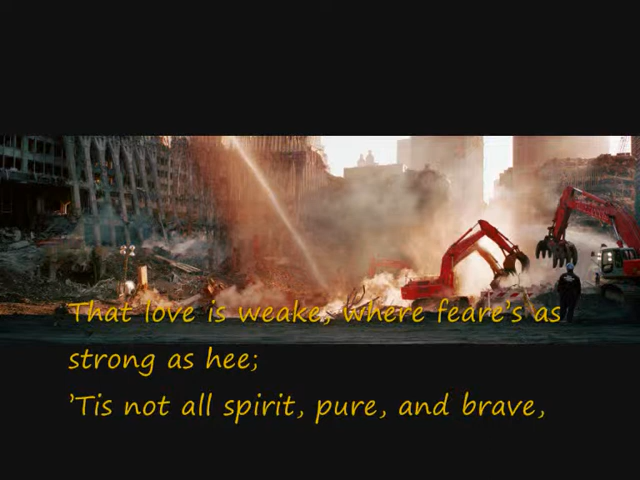 That love is weake, where feare's as
strong as hee;
'Tis not all spirit, pure, and brave,